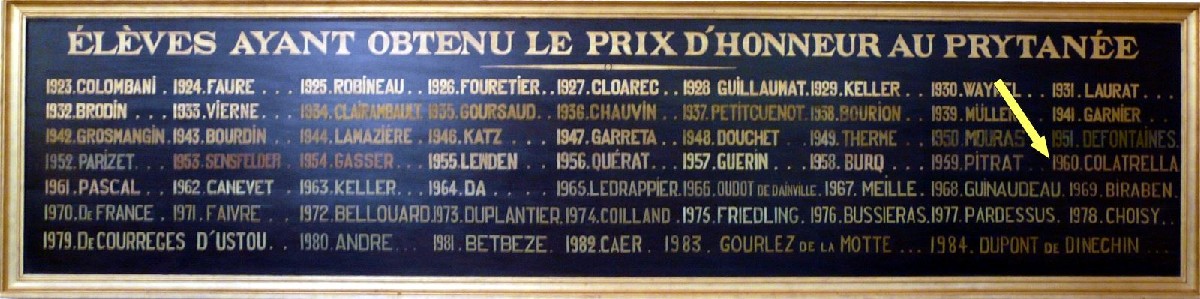 ÉLÈVES AYANT OBTENU LE PRIX D'HONNEUR AU PRYTANÉE
1923.COLOMBANI .1924.FAURE ... 1925.ROBINEAU ..1926.FOURETIER.1927.CLOAREC ...1928 GUILLAUMAT.1929.KELLER ... 1930. 1931.LAURAT ...
1932.BRODIN ... 1933.VIERNE ... 1934.CLAIRAMBAULT.1935.GOURSAUD..1936.CHAUVIN ..1937.PETITCUENOT.1938.BOURION ..1939.MÜLLER 1941.GARNIER ...
1942.GROSMANGIN.1943.BOURDIN ..1944.LAMAZIÈRE ..1946.KATZ ....1947.GARRETA ..1948.DOUCHET ...1949.THERME ...1950.MOURAS 1951.DEFONTAINES.
1952.PARIZET ...1953.SENSFELDER .1954.GASSER ...1955.LENDEN ...1956.QUÉRAT ...1957.GUERIN ...1958.BURQ ...1959.PITRAT ..1960.COLATRELLA
1961.PASCAL ...1962.CANEVET ..1963.KELLER ...1964.DA ....1965.LEDRAPPIER.1966.OUDOT DE DAINVILLE.1967.MEILLE .1968.GUINAUDEAU.1969.BIRABEN.
1970.DE FRANCE .1971.FAIVRE ...1972.BELLOUARD.1973.DUPLANTIER.1974.COILLAND .1975.FRIEDLING.1976.BUSSIERAS.1977.PARDESSUS.1978.CHOISY..
1979.DE COURREGES D'USTOU ..1980.ANDRE... 1981.BETBEZE..1982.CAER.1983.GOURLEZ DE LA MOTTE ...1984.DUPONT DE DINECHIN ....